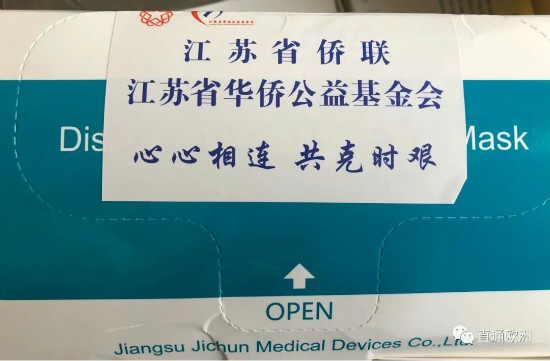 江苏省侨联
江苏省华侨公益基金会
Dis Mask
心心相连 共克时艰
OPEN
Jiangsu Jichun Medical Devices Co.,Ltd.
直通欧洲